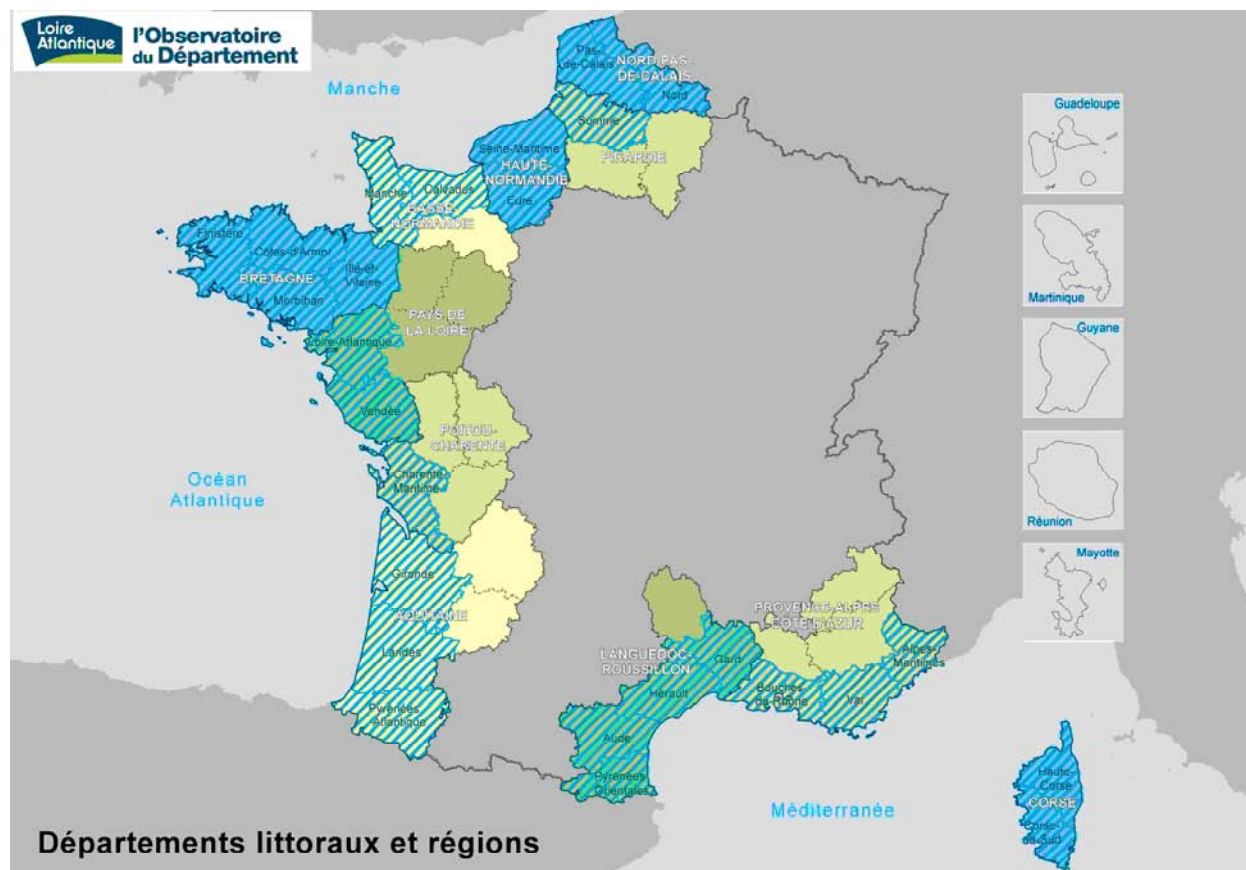 Loire
Atlantique
l'Observatoire
du Département
Manche
Pas-
de-Calais
NORD-PAS-
DE-CALAIS
Nord
Somme
PICARDIE
Seine-Maritime
HAUTE-
NORMANDIE
Eure
Manche
Calvados
BASSE-
NORMANDIE
Finistère
Côtes-d'Armor
Ille-et-
Vilaine
BRETAGNE
Morbihan
PAYS DE
LA LOIRE
Loire-Atlantique
Vendée
POITOU-
CHARENTE
Charente-
Maritime
Océan
Atlantique
Gironde
AQUITAINE
Landes
Pyrénées
Atlantique
PROVENCE-ALPES
COTE D'AZUR
LANGUEDOC-
ROUSSILLON
Gard
Alpes-
Maritimes
Hérault
Bouches
du-Rhône
Var
Aude
Pyrénées
Orientales
Méditerranée
Haute-
Corse
CORSE
Corse-
du-Sud
Guadeloupe
Martinique
Guyane
Réunion
Mayotte
Départements littoraux et régions